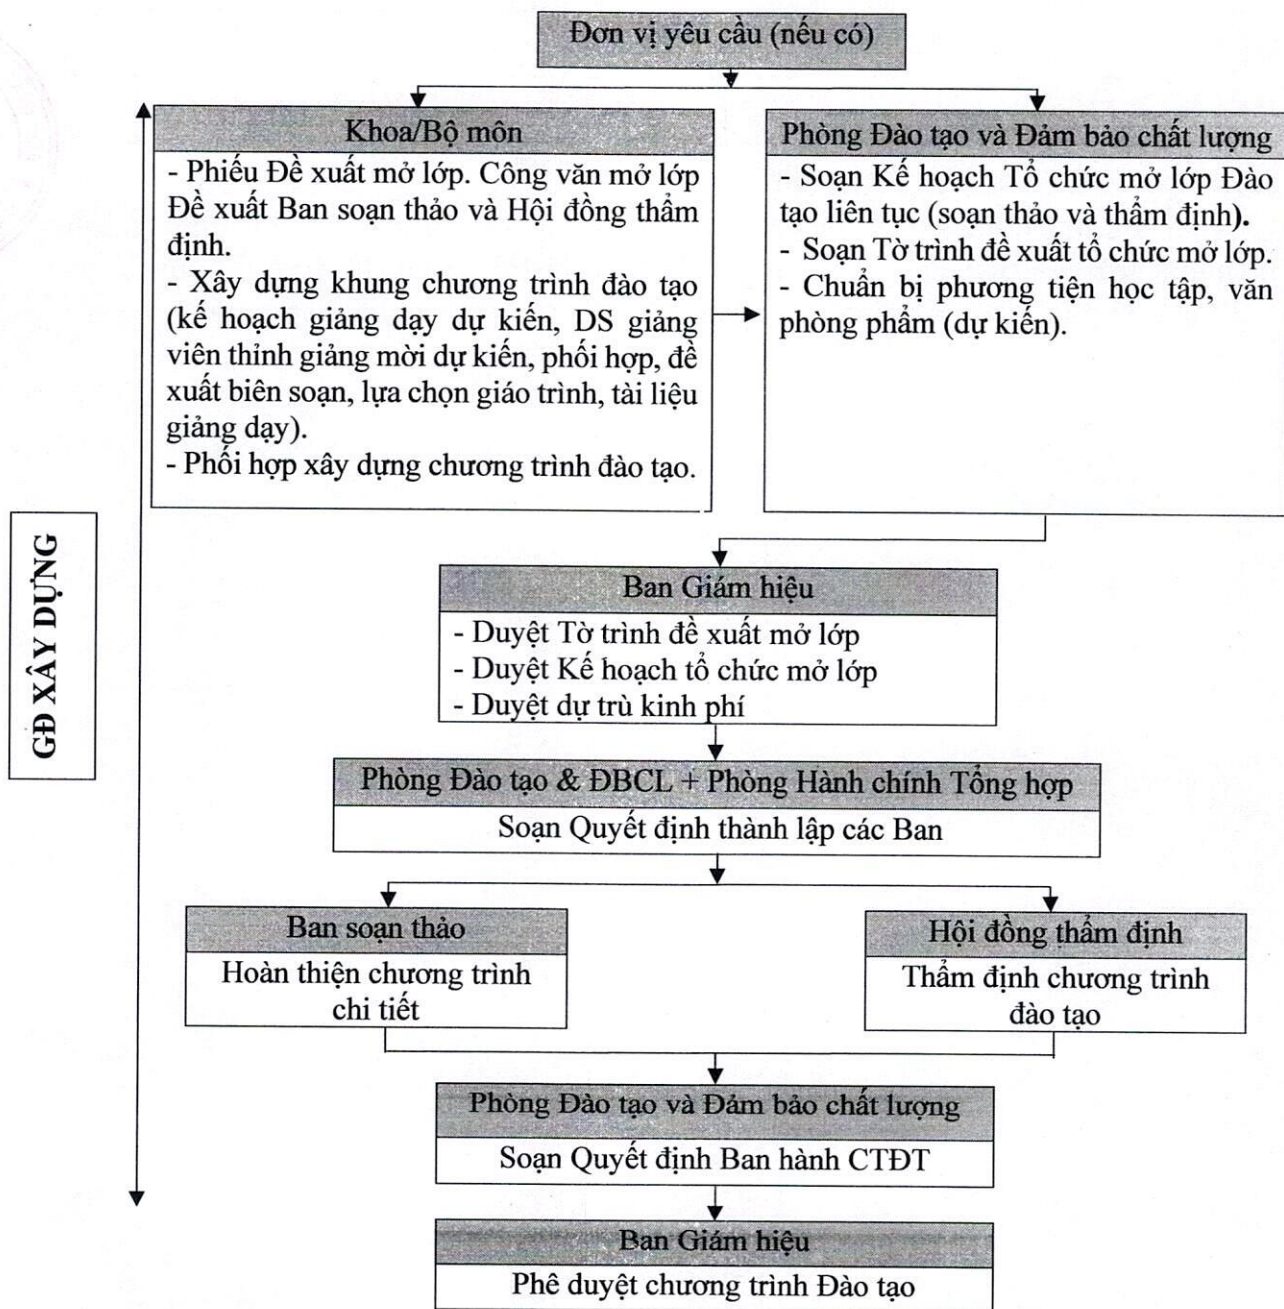 Đơn vị yêu cầu (nếu có)
Khoa/Bộ môn
- Phiếu Đề xuất mở lớp. Công văn mở lớp
Đề xuất Ban soạn thảo và Hội đồng thẩm
định.
- Xây dựng khung chương trình đào tạo
(kế hoạch giảng dạy dự kiến, DS giảng
viên thỉnh giảng mời dự kiến, phối hợp, đề
xuất biên soạn, lựa chọn giáo trình, tài liệu
giảng dạy).
- Phối hợp xây dựng chương trình đào tạo.
Phòng Đào tạo và Đảm bảo chất lượng
- Soạn Kế hoạch Tổ chức mở lớp Đào
tạo liên tục (soạn thảo và thẩm định).
- Soạn Tờ trình đề xuất tổ chức mở lớp.
- Chuẩn bị phương tiện học tập, văn
phòng phẩm (dự kiến).
GĐ XÂY DỰNG
Ban Giám hiệu
- Duyệt Tờ trình đề xuất mở lớp
- Duyệt Kế hoạch tổ chức mở lớp
- Duyệt dự trù kinh phí
Phòng Đào tạo & ĐBCL + Phòng Hành chính Tổng hợp
Soạn Quyết định thành lập các Ban
Ban soạn thảo
Hoàn thiện chương trình
chi tiết
Hội đồng thẩm định
Thẩm định chương trình
đào tạo
Phòng Đào tạo và Đảm bảo chất lượng
Soạn Quyết định Ban hành CTĐT
Ban Giám hiệu
Phê duyệt chương trình Đào tạo